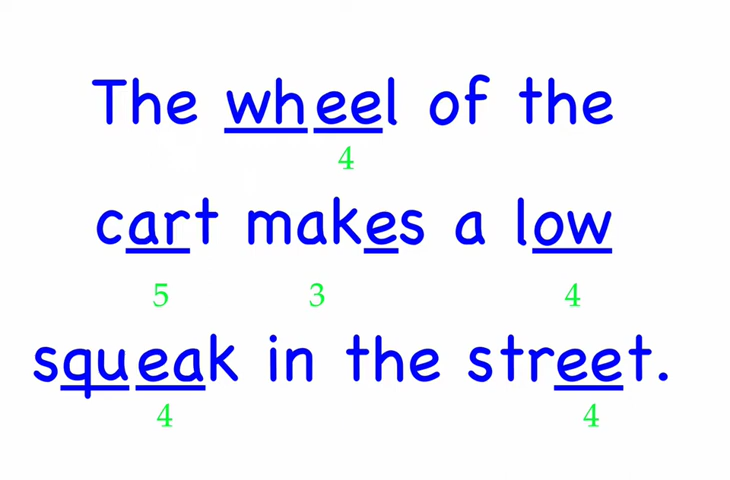 The wheel of the
4
cart makes a low
5 3 4
squeak in the street.
4 4